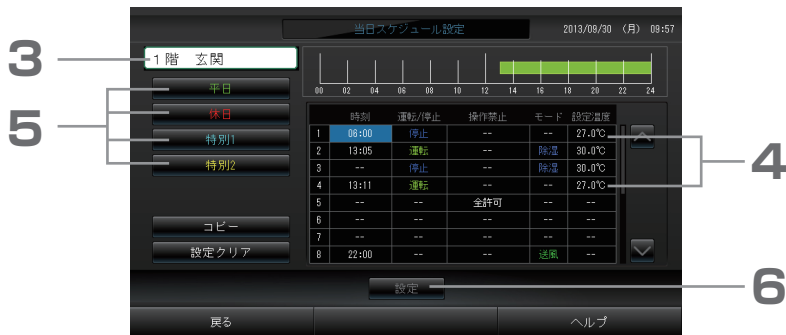 当日スケジュール設定 2013/09/30 (月) 09:57
3
1階 玄関
00 02 04 06 08 10 12 14 16 18 20 22 24
5
平日
休日
特別1
特別2
コピー
設定クリア
時刻 運転/停止 操作禁止 モード 設定温度
1 06:00 停止 -- -- 27.0℃
2 13:05 運転 -- 除湿 30.0℃
3 -- 停止 -- 除湿 30.0℃
4 13:11 運転 -- -- 27.0℃
5 -- -- 全許可 -- --
6 -- -- -- -- --
7 -- -- -- -- --
8 22:00 -- -- 送風 --
4
設定
6
戻る
ヘルプ